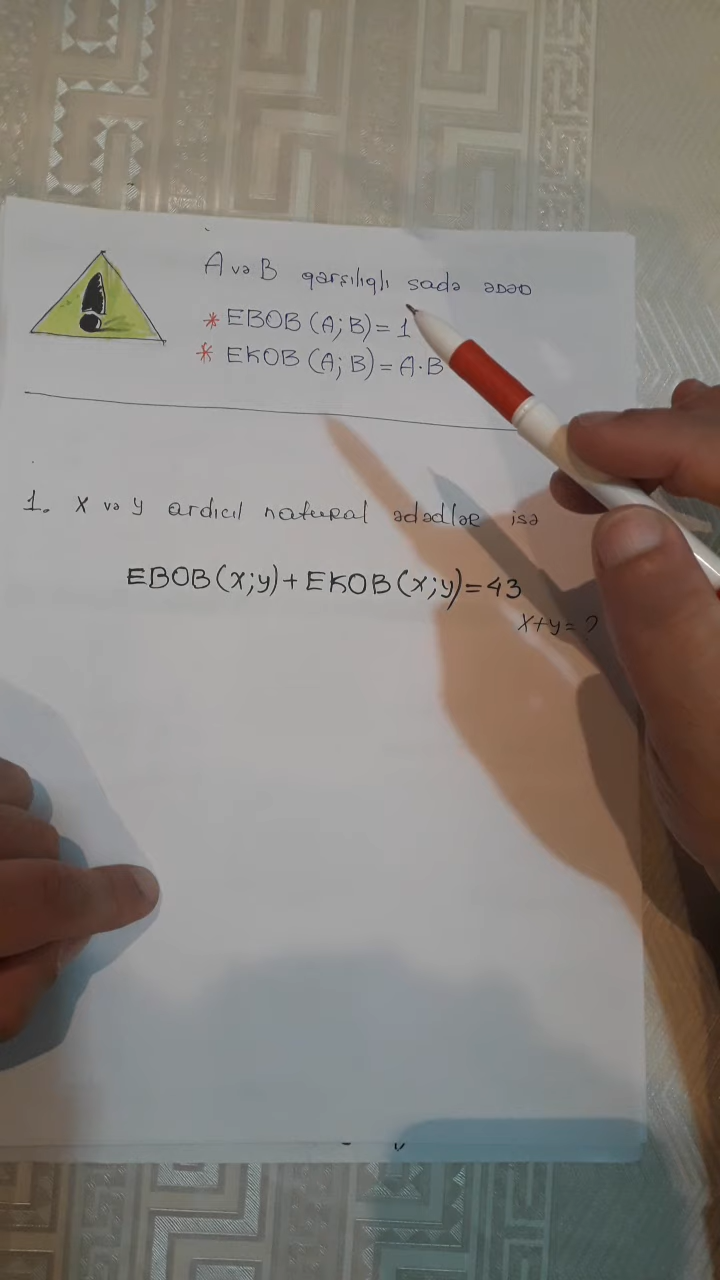 A və B qarşılıqlı sadə ədəd
* EBOB (A; B) = 1
* EKOB (A; B) = A·B
1. X və y ardıcıl natural ədədlər isə
EBOB(x;y)+EKOB(x;y)=43
x+y=?